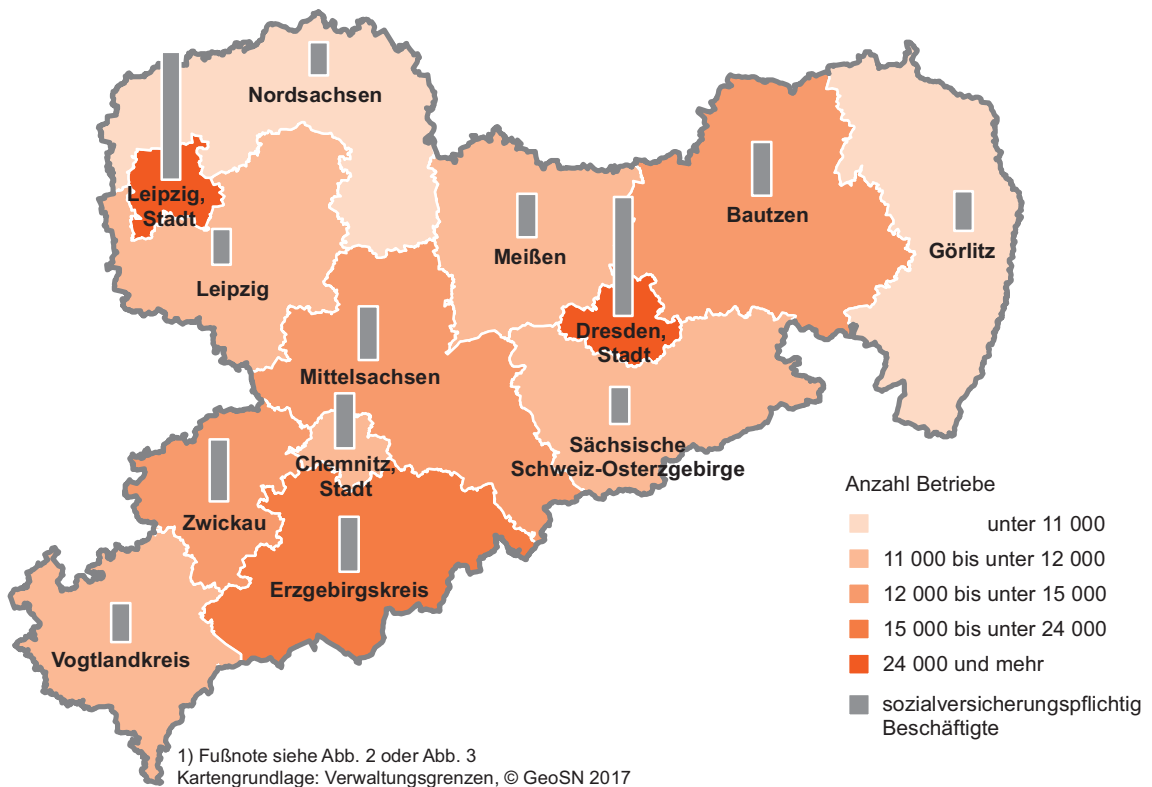 Nordsachsen
Leipzig,
Stadt
Leipzig
Meißen
Bautzen
Görlitz
Dresden,
Stadt
Mittelsachsen
Sächsische
Schweiz-Osterzgebirge
Chemnitz,
Stadt
Zwickau
Erzgebirgskreis
Vogtlandkreis
Anzahl Betriebe
unter 11 000
11 000 bis unter 12 000
12 000 bis unter 15 000
15 000 bis unter 24 000
24 000 und mehr
sozialversicherungspflichtig
Beschäftigte
1) Fußnote siehe Abb. 2 oder Abb. 3
Kartengrundlage: Verwaltungsgrenzen, © GeoSN 2017